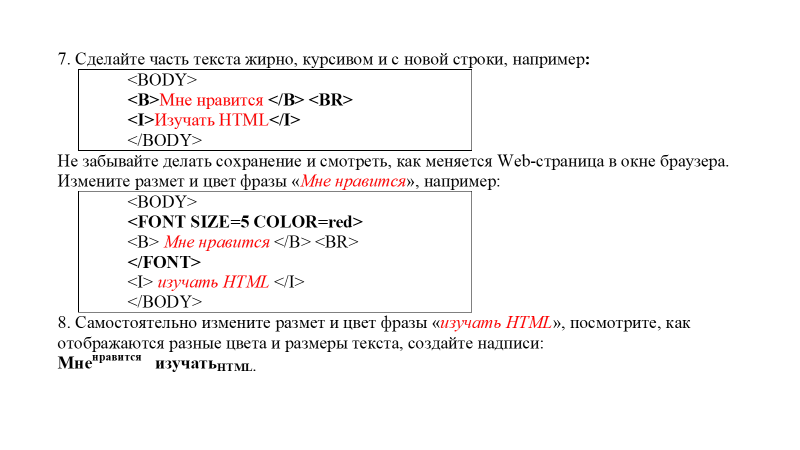 7. Сделайте часть текста жирно, курсивом и с новой строки, например:
<BODY>
<B>Мне нравится </B> <BR>
<I>Изучать HTML</I>
</BODY>
Не забывайте делать сохранение и смотреть, как меняется Web-страница в окне браузера.
Измените размет и цвет фразы «Мне нравится», например:
<BODY>
<FONT SIZE=5 COLOR=red>
<B> Мне нравится </B> <BR>
</FONT>
<I> изучать HTML </I>
</BODY>
8. Самостоятельно измените размет и цвет фразы «изучать HTML», посмотрите, как
отображаются разные цвета и размеры текста, создайте надписи:
Мненравится изучатьHTML.